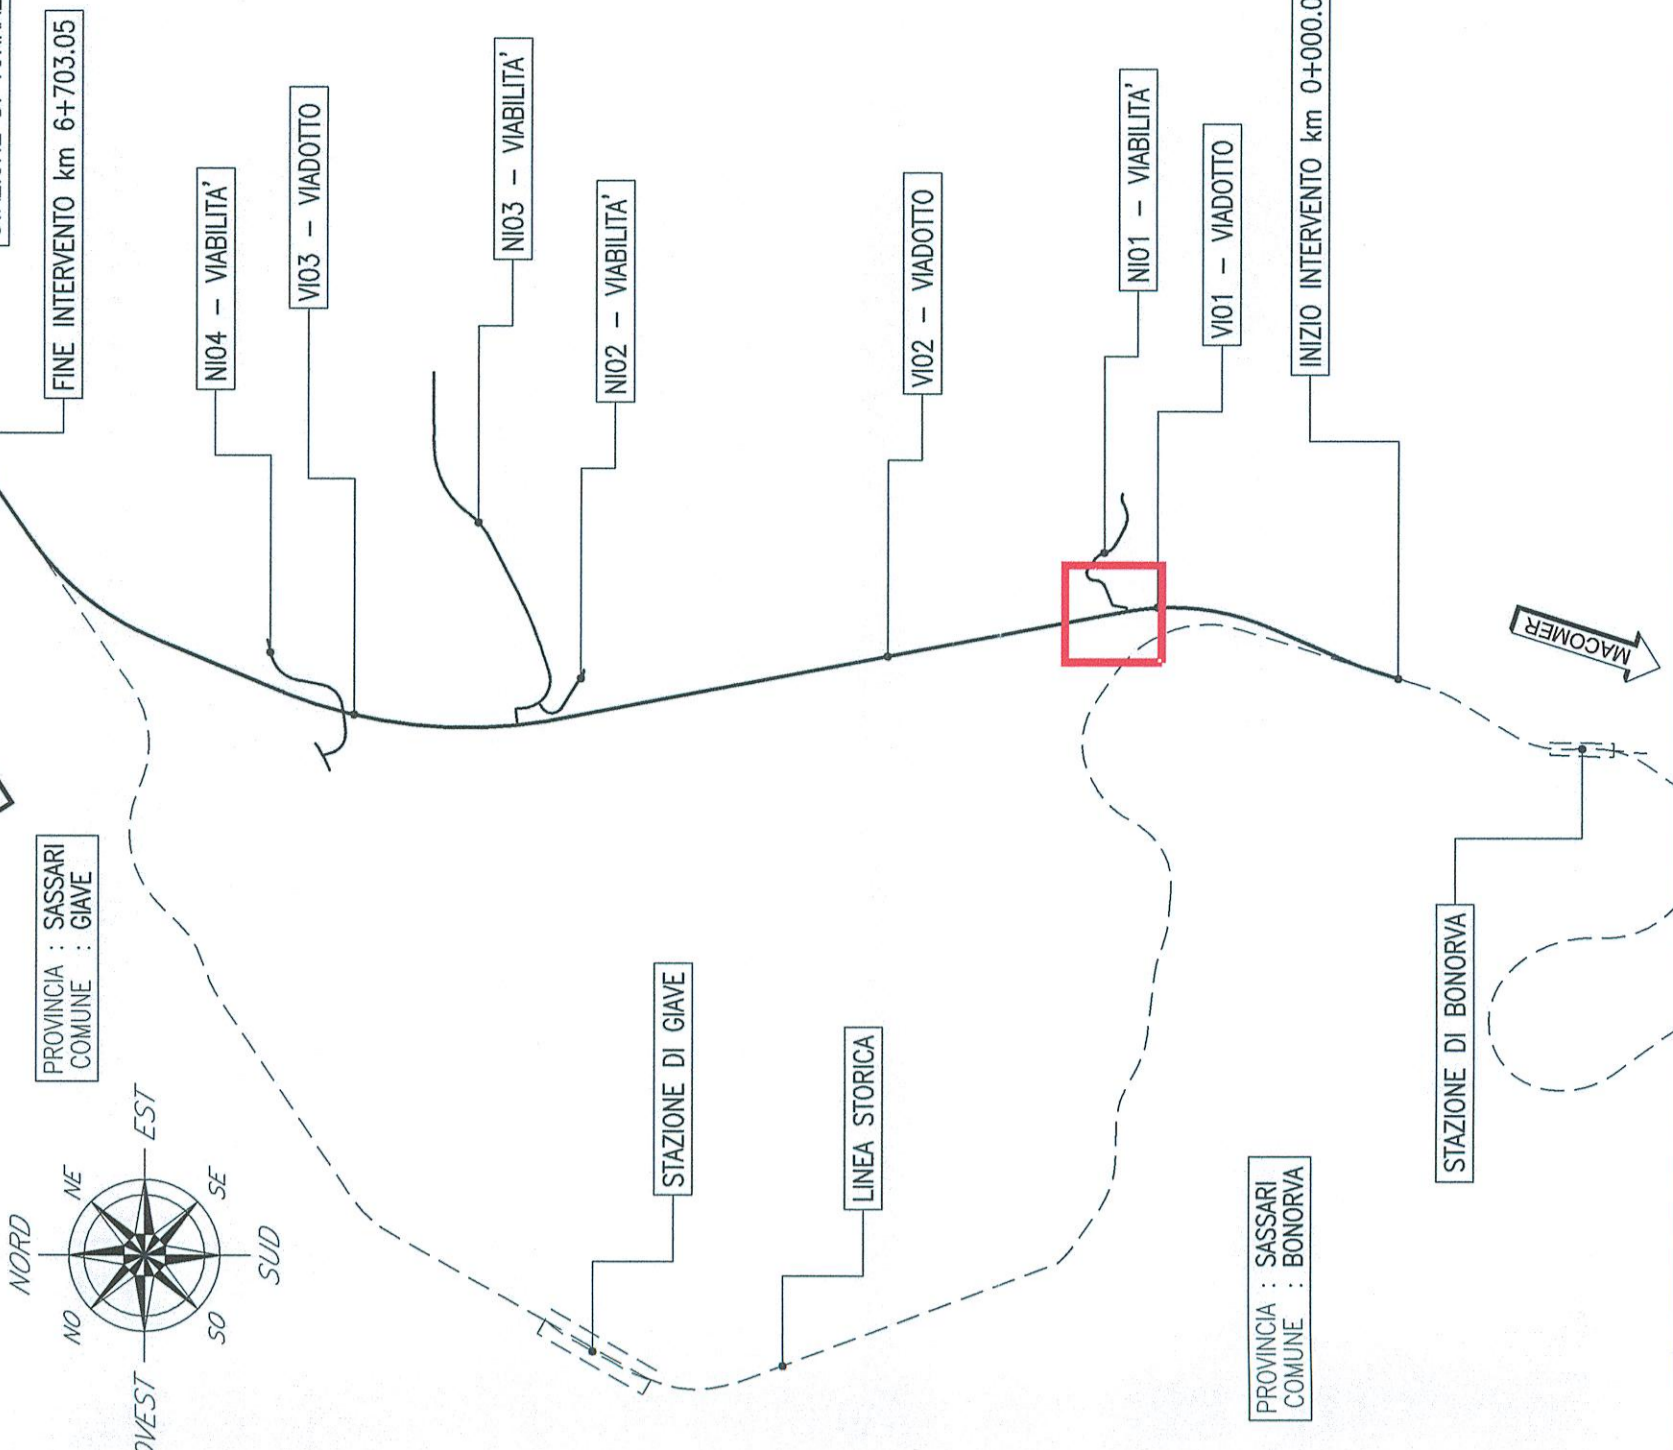 FINE INTERVENTO km 6+703.05
NI04 – VIABILITA'
VI03 – VIADOTTO
NI03 – VIABILITA'
NI02 – VIABILITA'
VI02 – VIADOTTO
NI01 – VIABILITA'
VI01 – VIADOTTO
INIZIO INTERVENTO km 0+000.0
MACOMER
PROVINCIA : SASSARI
COMUNE : GIAVE
STAZIONE DI GIAVE
LINEA STORICA
STAZIONE DI BONORVA
PROVINCIA : SASSARI
COMUNE : BONORVA
NORD
NE
EST
SE
SUD
SO
OVEST
NO